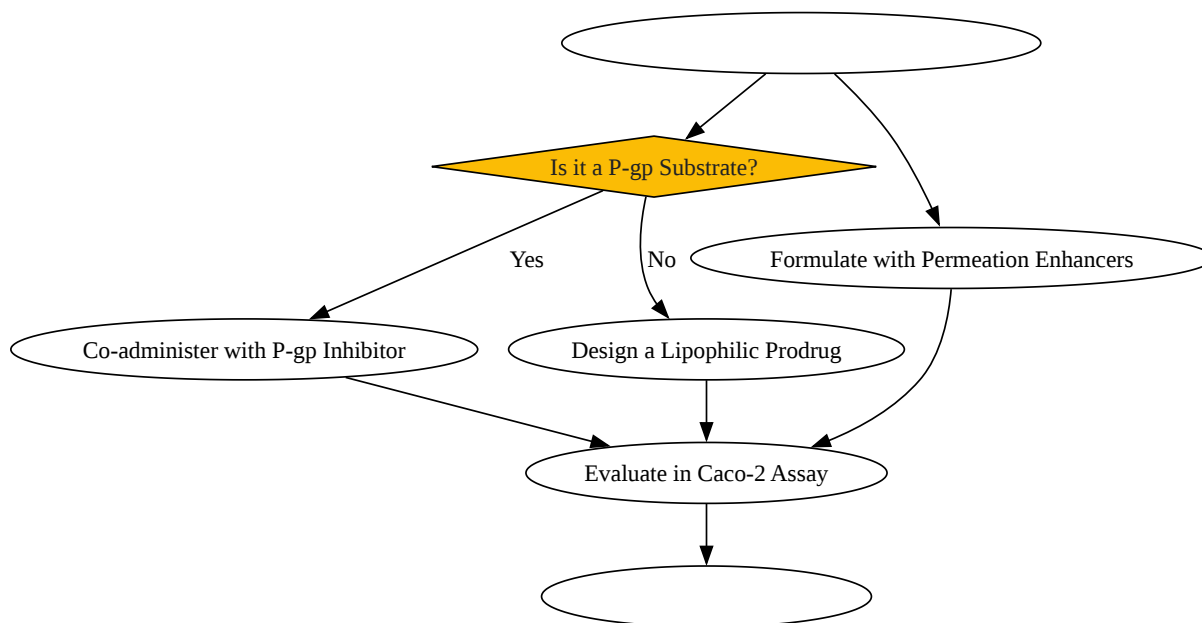 Is it a P-gp Substrate?
Yes
No
Formulate with Permeation Enhancers
Co-administer with P-gp Inhibitor
Design a Lipophilic Prodrug
Evaluate in Caco-2 Assay